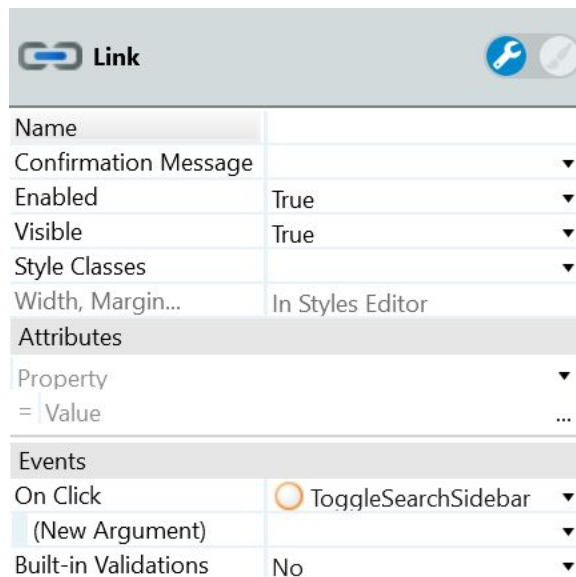 Link
Name
Confirmation Message
Enabled True
Visible True
Style Classes
Width, Margin... In Styles Editor
Attributes
Property
= Value ...
Events
On Click ToggleSearchSidebar
(New Argument)
Built-in Validations No